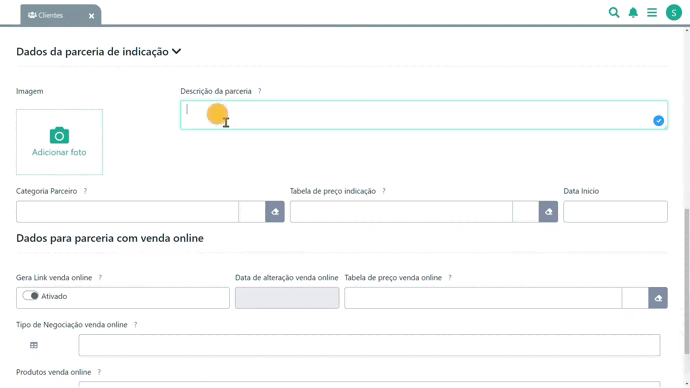 Clientes x
S
Dados da parceria de indicação
Imagem
Descrição da parceria ?
Adicionar foto
Categoria Parceiro ?
Tabela de preço indicação ?
Data Inicio
Dados para parceria com venda online
Gera Link venda online ?
Data de alteração venda online
Tabela de preço venda online ?
Ativado
Tipo de Negociação venda online ?
Produtos venda online ?